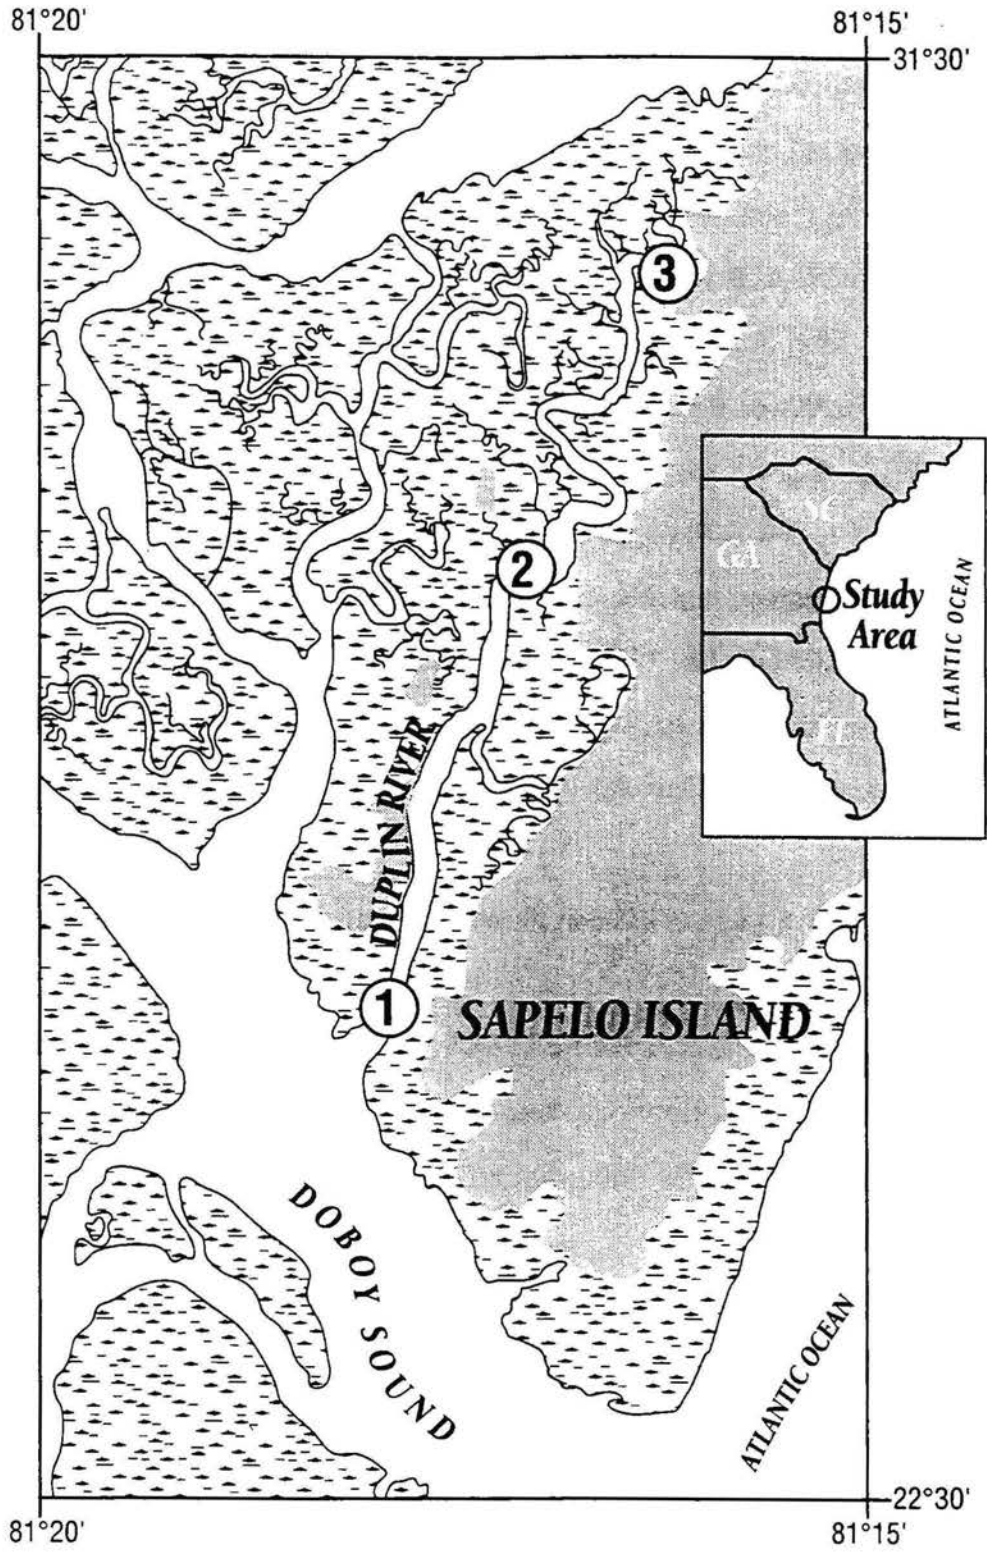 81°20'
81°15'
31°30'
3
SC
GA
2
Study
Area
ATLANTIC OCEAN
FL
DUPLIN RIVER
1
SAPELO ISLAND
DOBOY SOUND
ATLANTIC OCEAN
22°30'
81°20'
81°15'